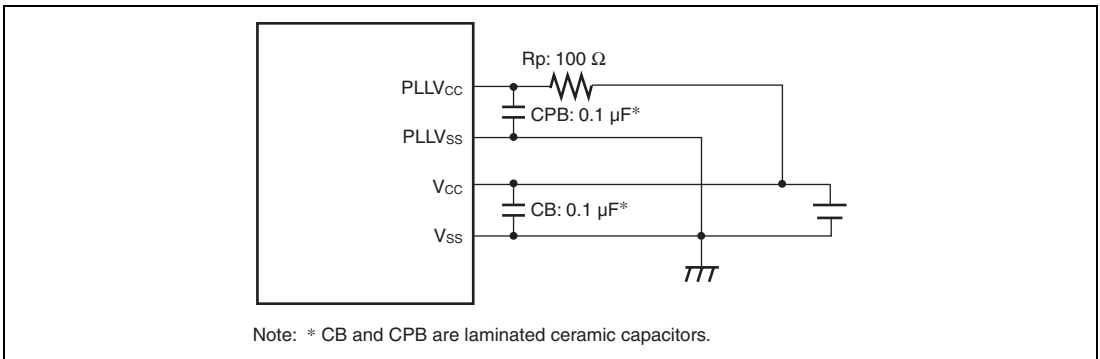 Rp: 100 Ω
PLLVCC
CPB: 0.1 µF*
PLLVSS
VCC
CB: 0.1 µF*
VSS
Note: * CB and CPB are laminated ceramic capacitors.